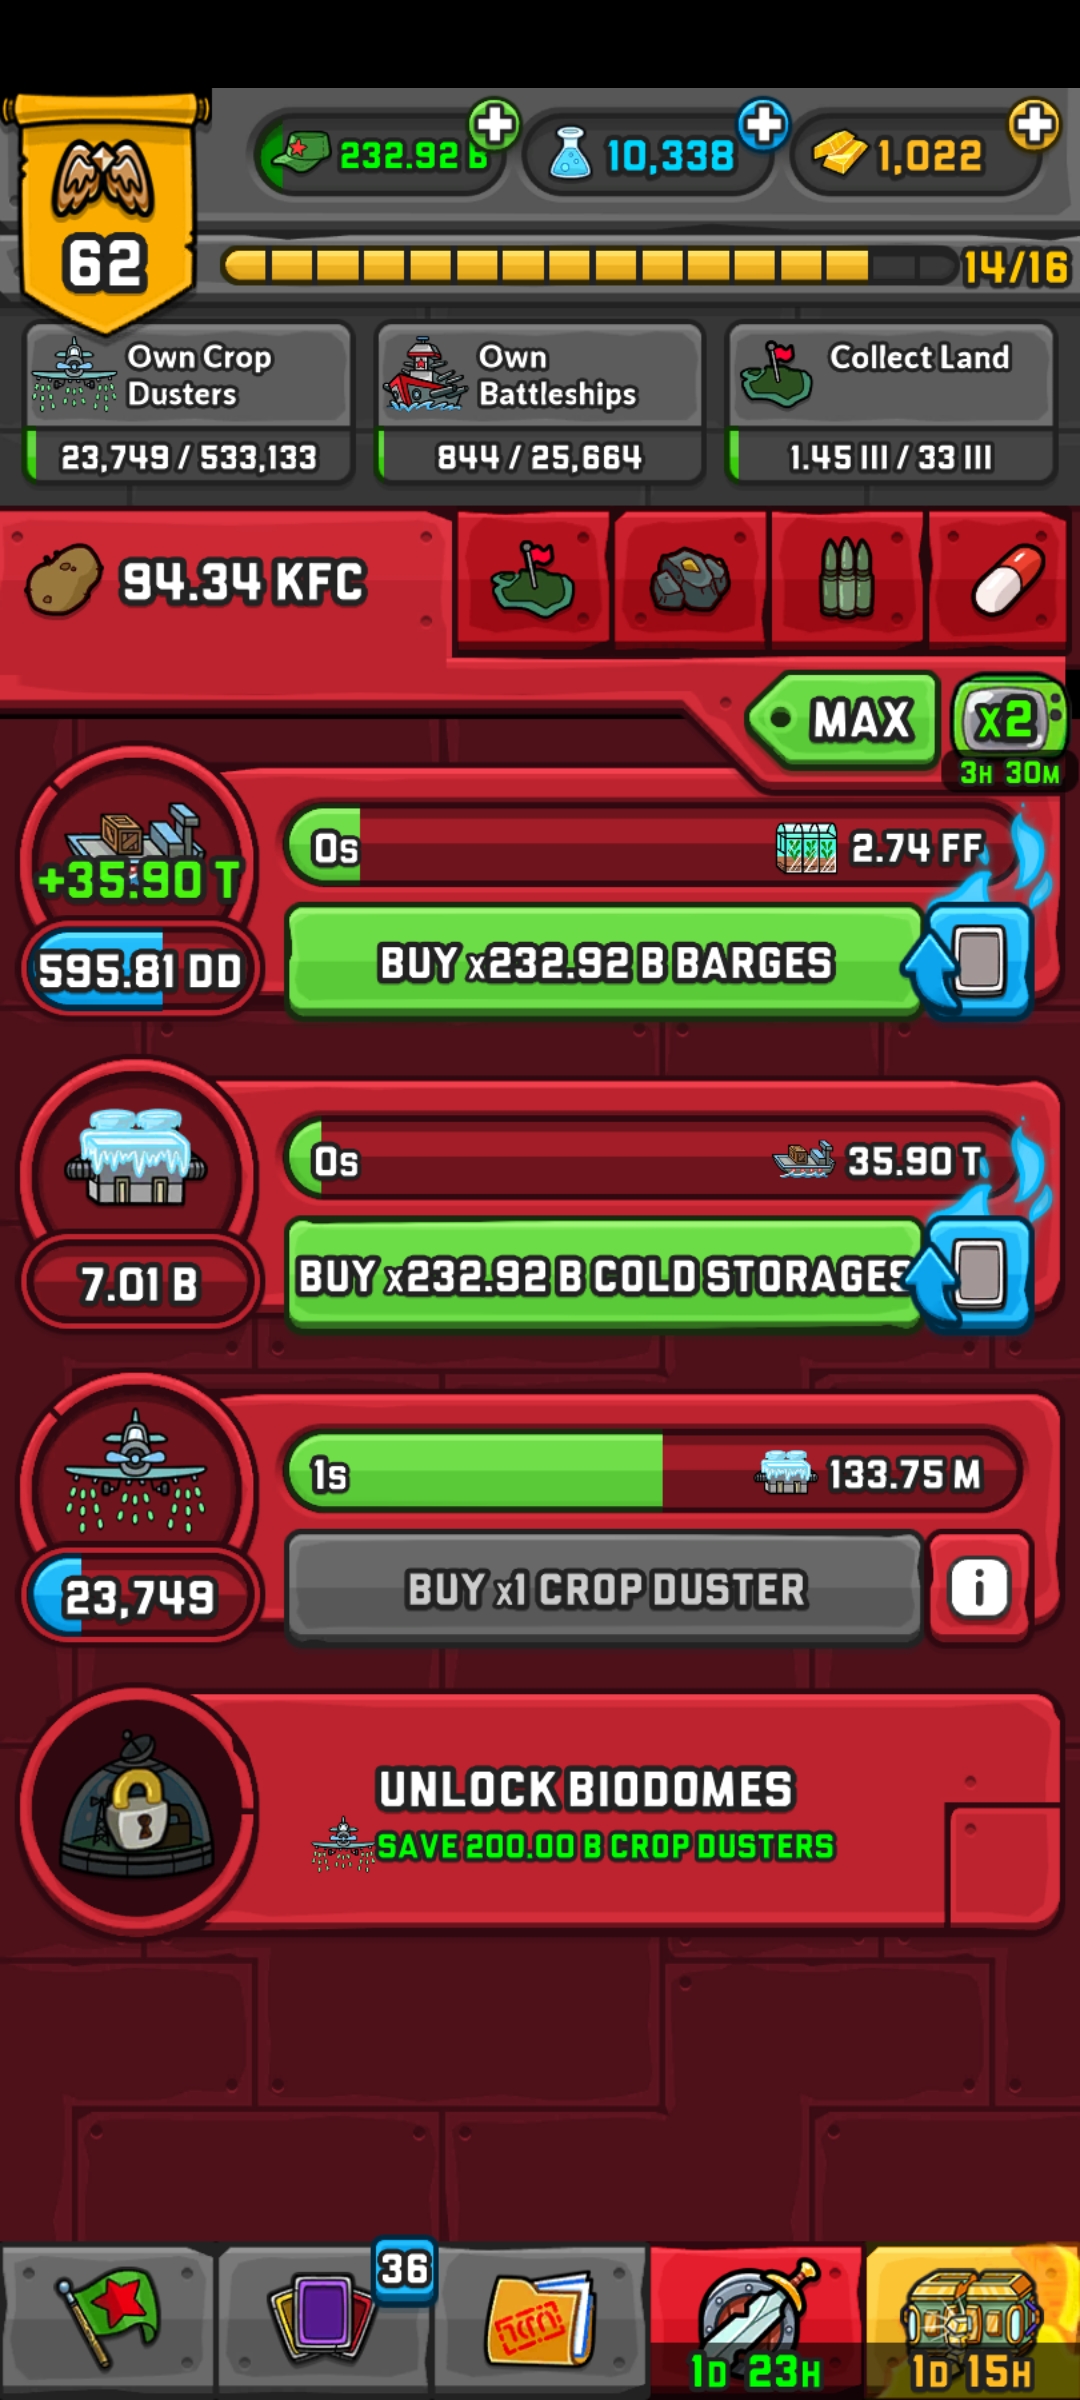 232.92 B
10,338
1,022
62
14/16
Own Crop
Dusters
23,749 / 533,133
Own
Battleships
844 / 25,664
Collect Land
1.45 III / 33 III
94.34 KFC
MAX
x2
3H 30M
+35.90 T
595.81 DD
0s
2.74 FF
BUY x232.92 B BARGES
7.01 B
0s
35.90 T
BUY x232.92 B COLD STORAGES
23,749
1s
133.75 M
BUY x1 CROP DUSTER
i
UNLOCK BIODOMES
SAVE 200.00 B CROP DUSTERS
36
1D 23H
1D 15H